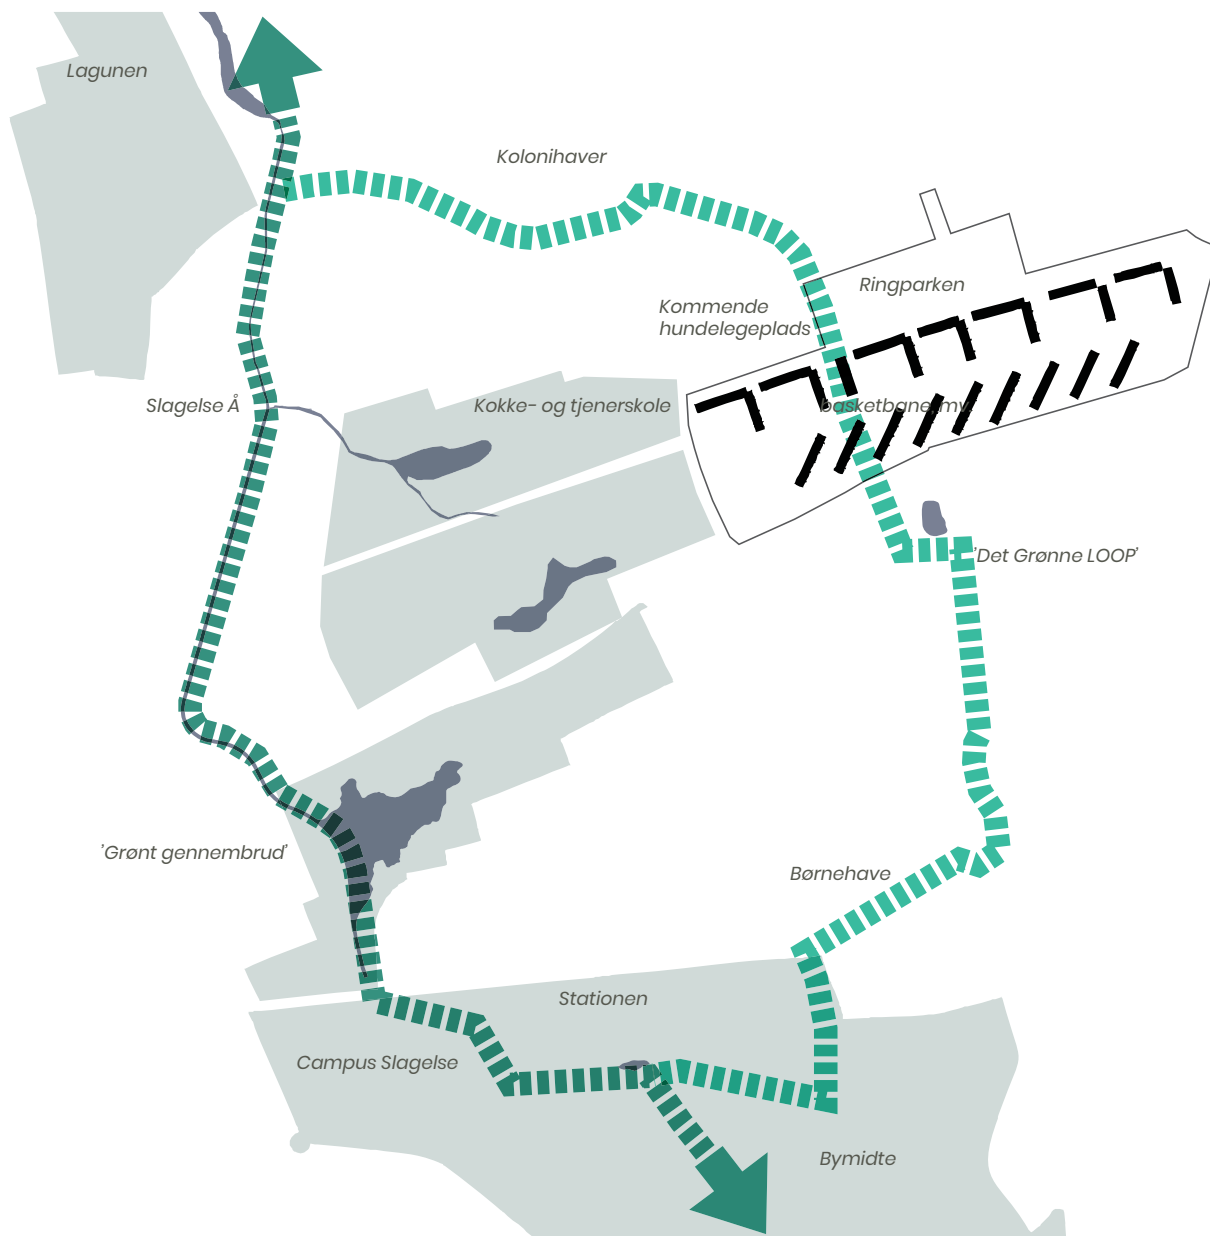 Lagunen
Kolonihaver
Ringparken
Kommende
hundelegeplads
Slagelse Å
Kokke- og tjenerskole
basketbane, mv.
'Det Grønne LOOP'
'Grønt gennembrud'
Børnehave
Stationen
Campus Slagelse
Bymidte